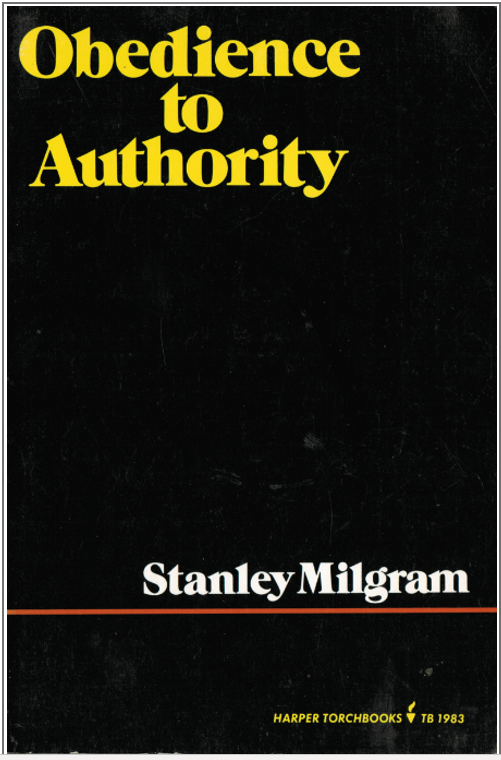 Obedience
to
Authority
Stanley Milgram
HARPER TORCHBOOKS TB 1983